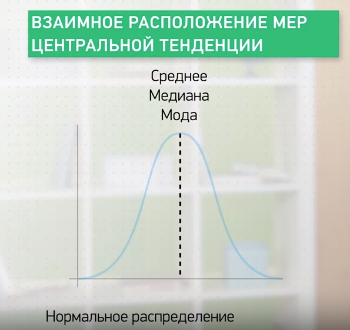 ВЗАИМНОЕ РАСПОЛОЖЕНИЕ МЕР
ЦЕНТРАЛЬНОЙ ТЕНДЕНЦИИ
Среднее
Медиана
Мода
Нормальное распределение